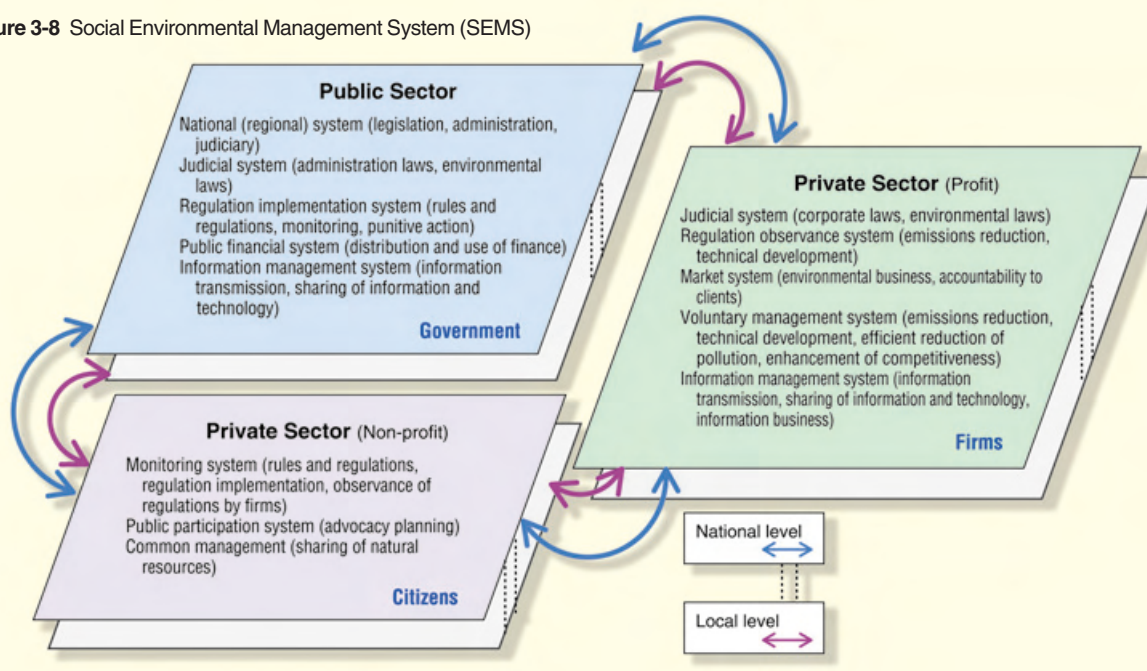 ure 3-8 Social Environmental Management System (SEMS)
Public Sector
National (regional) system (legislation, administration,
judiciary)
Judicial system (administration laws, environmental
laws)
Regulation implementation system (rules and
regulations, monitoring, punitive action)
Public financial system (distribution and use of finance)
Information management system (information
transmission, sharing of information and
technology)
Government
Private Sector (Profit)
Judicial system (corporate laws, environmental laws)
Regulation observance system (emissions reduction,
technical development)
Market system (environmental business, accountability to
clients)
Voluntary management system (emissions reduction,
technical development, efficient reduction of
pollution, enhancement of competitiveness)
Information management system (information
transmission, sharing of information and technology,
information business)
Firms
Private Sector (Non-profit)
Monitoring system (rules and regulations,
regulation implementation, observance of
regulations by firms)
Public participation system (advocacy planning)
Common management (sharing of natural
resources)
Citizens
National level
Local level